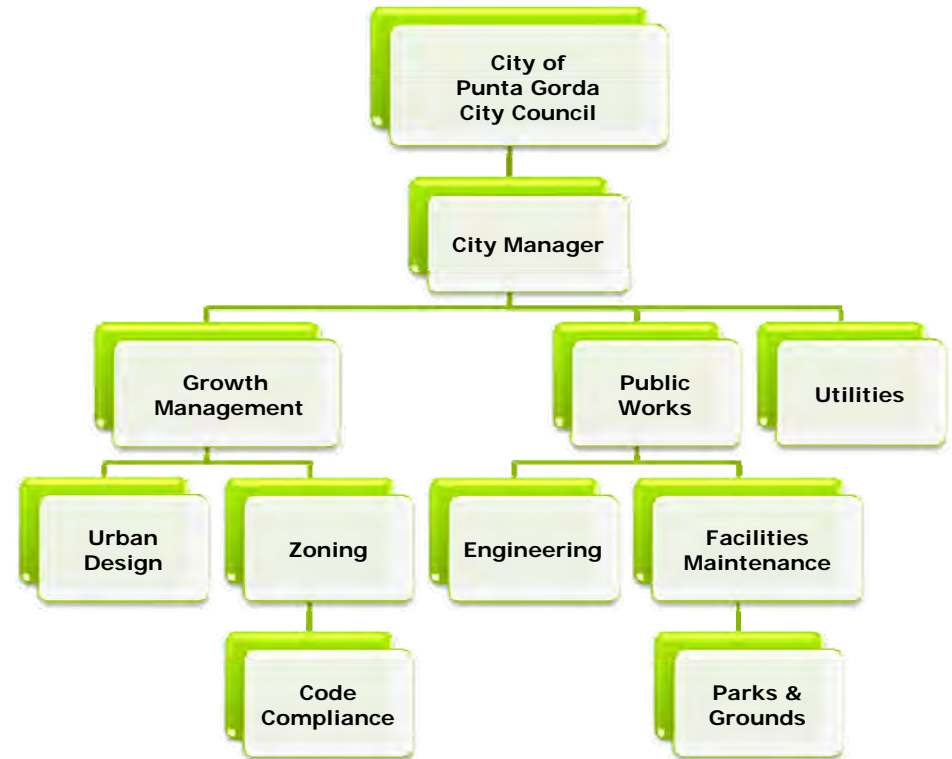 City of
Punta Gorda
City Council
City Manager
Growth
Management
Public
Works
Utilities
Urban
Design
Zoning
Engineering
Facilities
Maintenance
Code
Compliance
Parks &
Grounds